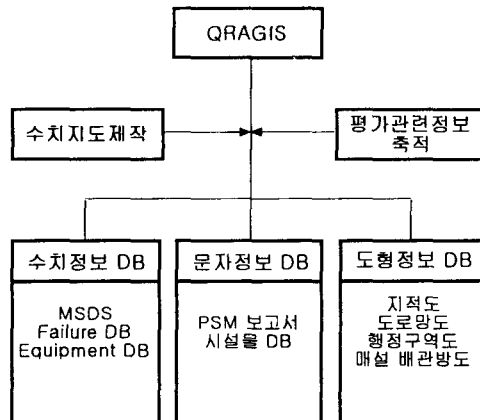 QRAGIS
수치지도제작
평가관련정보
축적
수치정보 DB
MSDS
Failure DB
Equipment DB
문자정보 DB
PSM 보고서
시설물 DB
도형정보 DB
지적도
도로망도
행정구역도
매설 배관망도